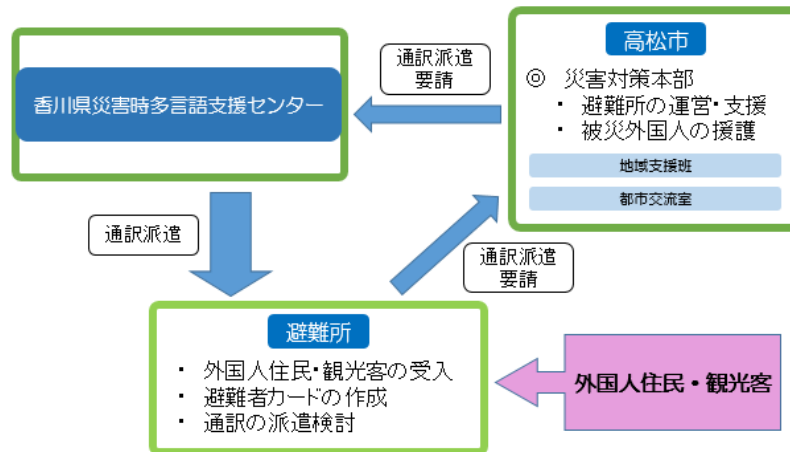 香川県災害時多言語支援センター
通訳派遣
要請
高松市
◎ 災害対策本部
・ 避難所の運営・支援
・ 被災外国人の援護
地域支援班
都市交流室
通訳派遣
通訳派遣
要請
避難所
・ 外国人住民・観光客の受入
・ 避難者カードの作成
・ 通訳の派遣検討
外国人住民・観光客